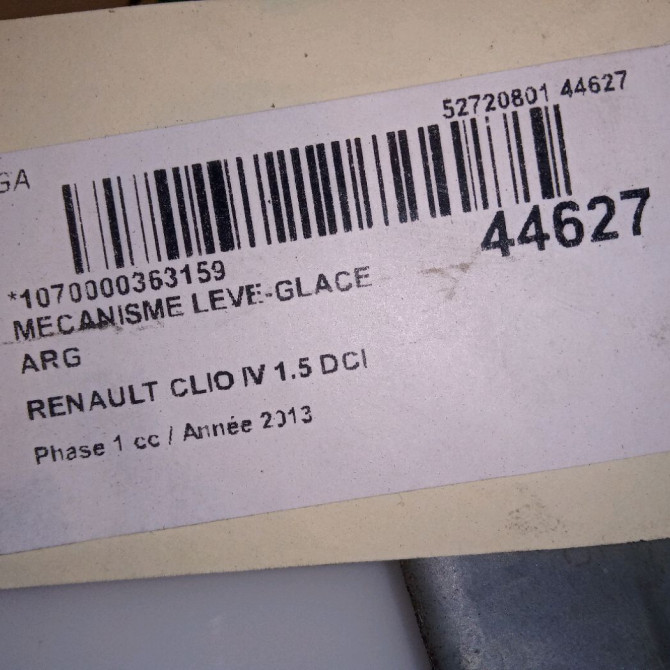 52720801 44627
GA
44627
*1070000363159
MECANISME LEVE-GLACE
ARG
RENAULT CLIO IV 1.5 DCI
Phase 1 cc / Année 2013